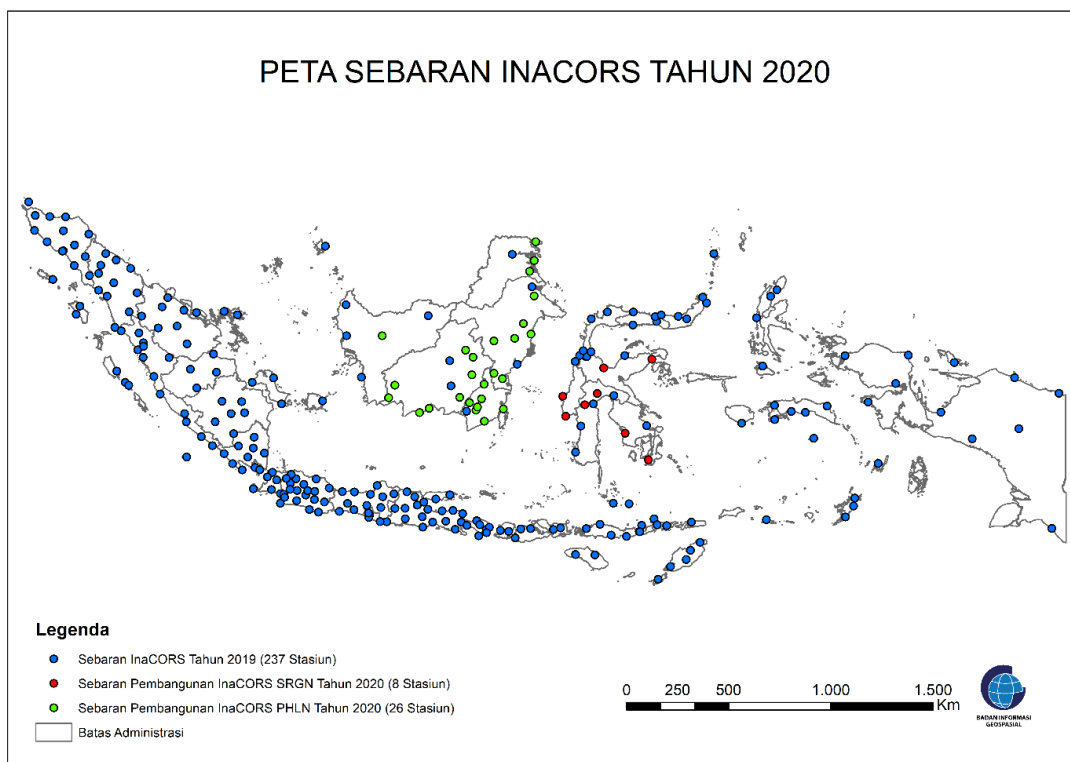 PETA SEBARAN INACORS TAHUN 2020
Legenda
Sebaran InaCORS Tahun 2019 (237 Stasiun)
Sebaran Pembangunan InaCORS SRGN Tahun 2020 (8 Stasiun)
Sebaran Pembangunan InaCORS PHLN Tahun 2020 (26 Stasiun)
Batas Administrasi
0 250 500 1.000 1.500
Km
BADAN INFORMASI
GEOSPASIAL